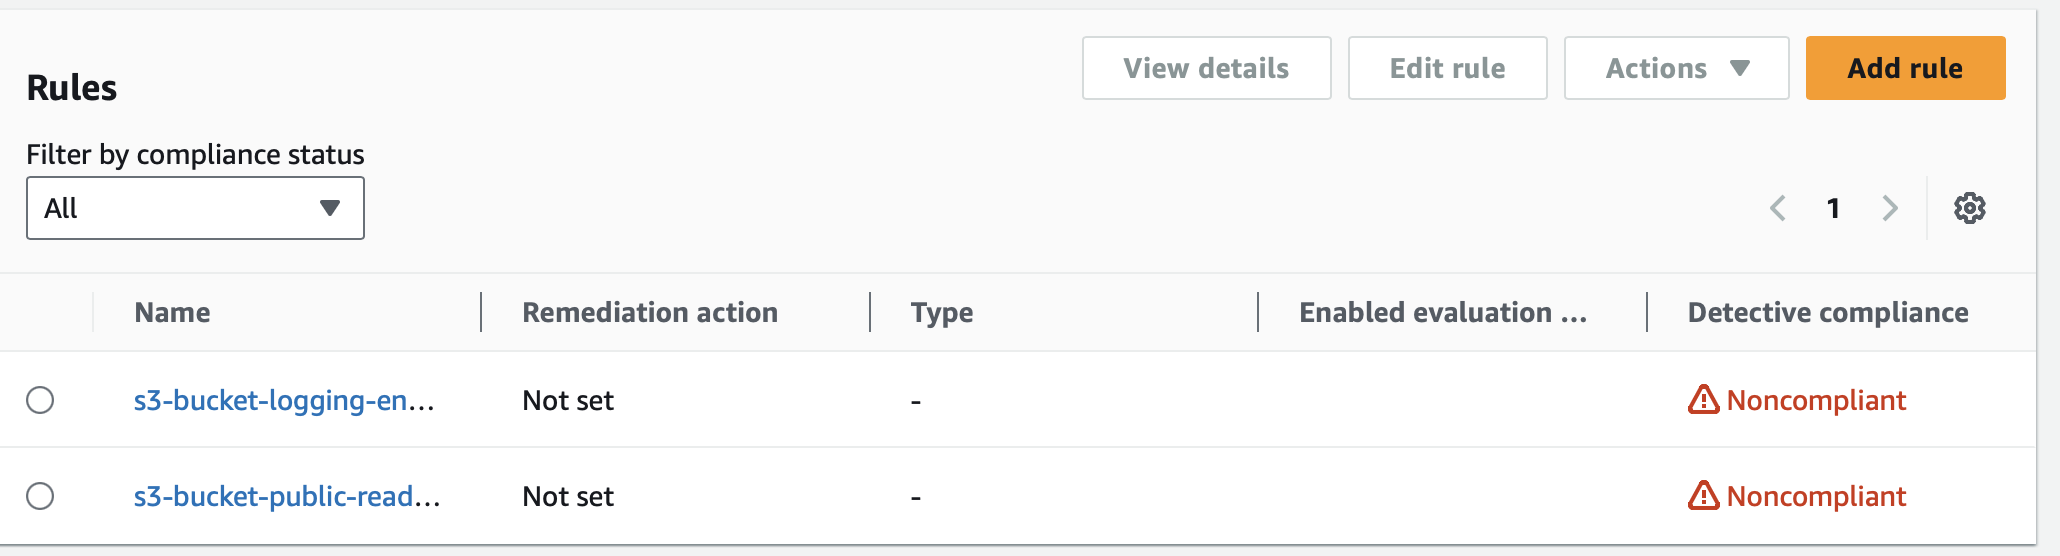 Rules
View details
Edit rule
Actions
Add rule
Filter by compliance status
All
1
Name
Remediation action
Type
Enabled evaluation ...
Detective compliance
s3-bucket-logging-en... Not set - Noncompliant
s3-bucket-public-read... Not set - Noncompliant